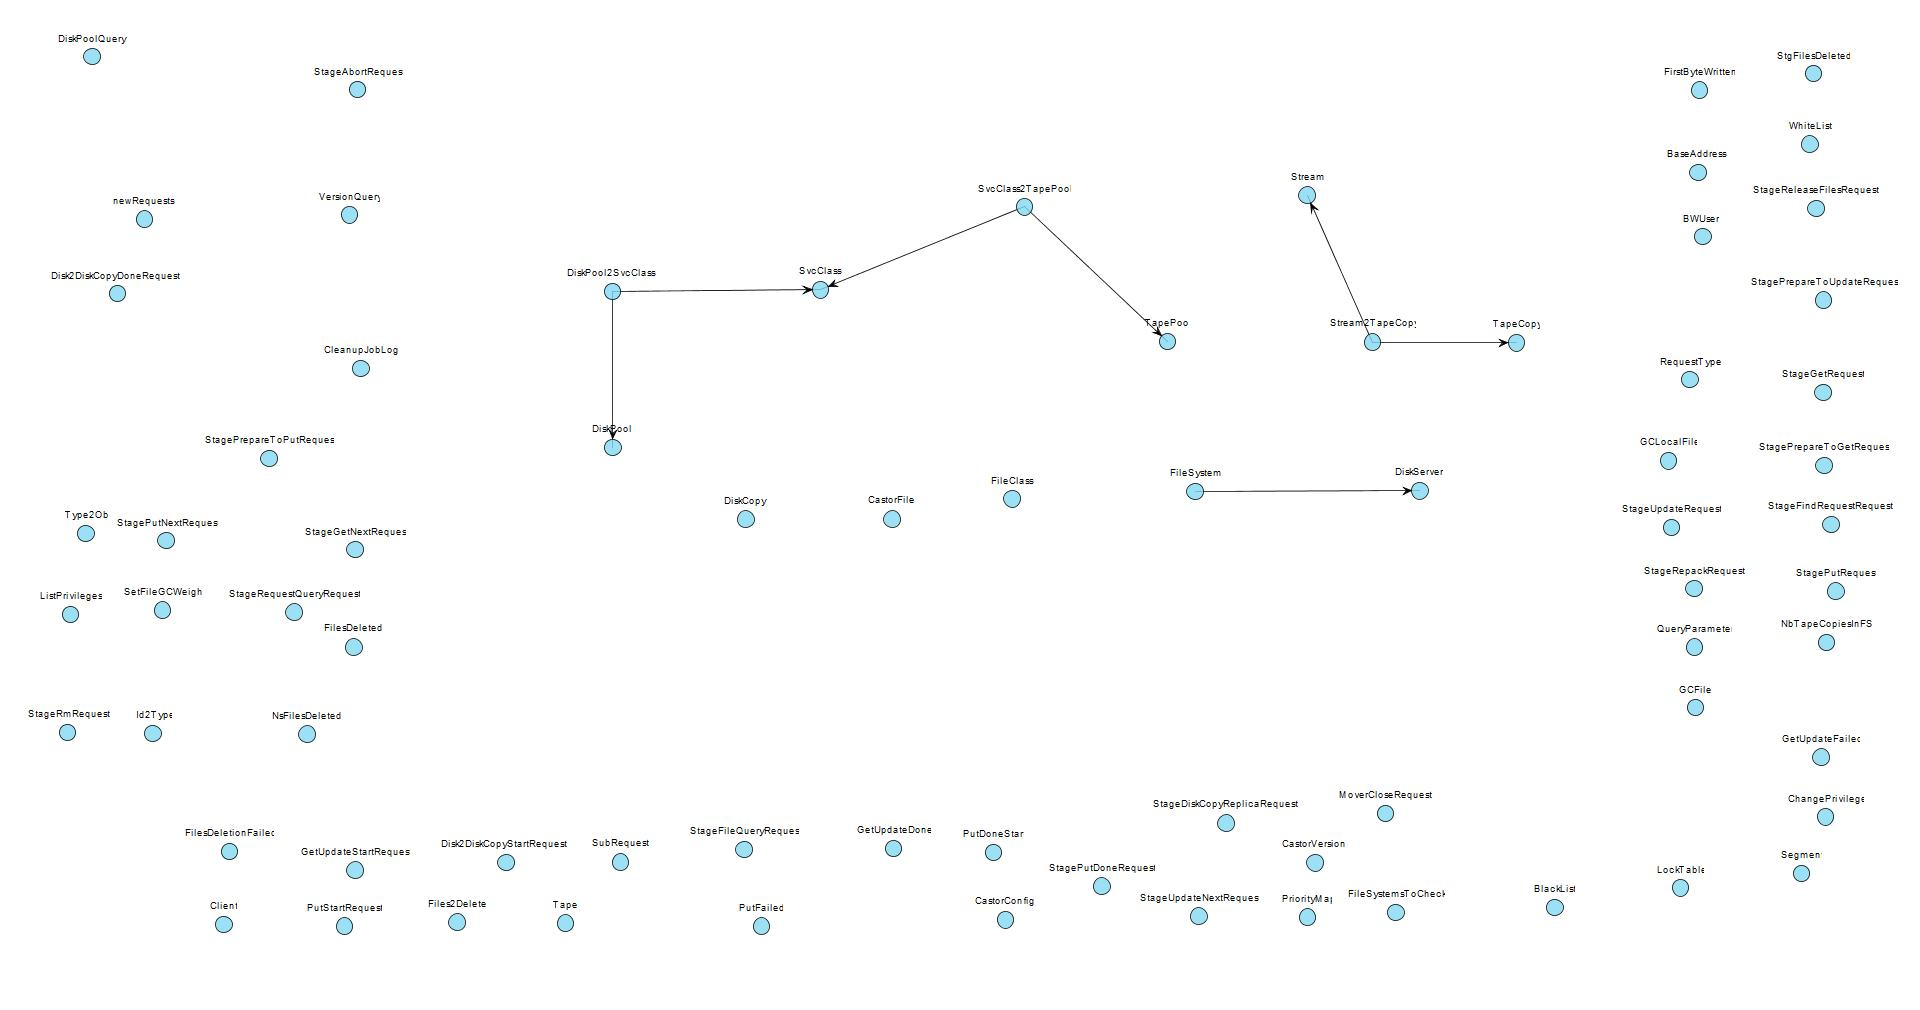 DiskPoolQuery
StgFilesDeleted
StageAbortReques
FirstByteWritten
WhiteList
BaseAddress
Stream
SvcClass2TapePool
StageReleaseFilesRequest
VersionQuery
newRequests
BWUser
SvcClass
DiskPool2SvcClass
Disk2DiskCopyDoneRequest
StagePrepareToUpdateReques
TapePoo
Stream2TapeCopy
TapeCopy
CleanupJobLog
RequestType
StageGetRequest
DiskPool
StagePrepareToPutReques
GCLocalFile
StagePrepareToGetReques
FileSystem
DiskServer
FileClass
DiskCopy
CastorFile
StageFindRequestRequest
StageUpdateRequest
Type2Ob
StagePutNextReques
StageGetNextReques
StageRepackRequest
StagePutReques
SetFileGCWeigh
StageRequestQueryRequest
ListPrivileges
NbTapeCopiesInFS
FilesDeleted
QueryParameter
GCFile
StageRmRequest
Id2Type
NsFilesDeleted
GetUpdateFailed
MoverCloseRequest
ChangePrivilege
StageDiskCopyReplicaRequest
GetUpdateDone
StageFileQueryReques
FilesDeletionFailed
PutDoneStar
SubRequest
Disk2DiskCopyStartRequest
CastorVersion
GetUpdateStartReques
Segmen
StagePutDoneRequest
LockTable
BlackList
FileSystemsToCheck
StageUpdateNextReques
PriorityMap
CastorConfig
Files2Delete
Tape
Client
PutStartRequest
PutFailed